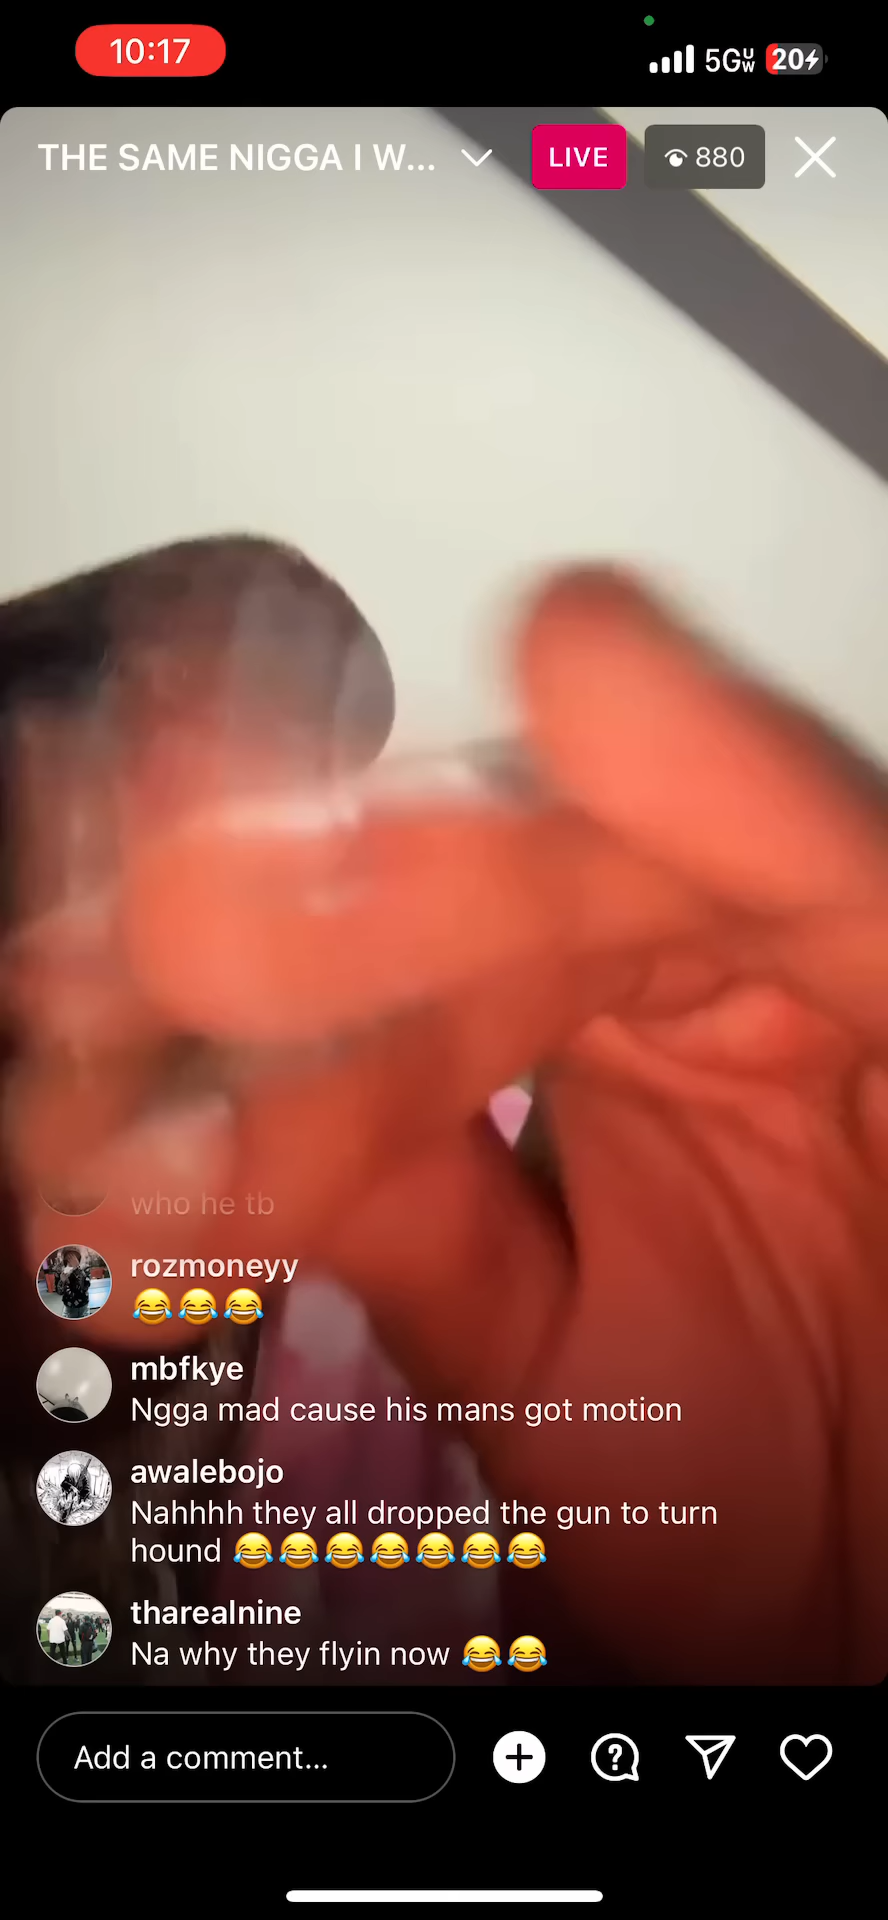 10:17
5GUW 20
THE SAME NIGGA I W...
LIVE
880
who he tb
rozmoneyy
😂😂😂
mbfkye
Ngga mad cause his mans got motion
awalebojo
Nahhhh they all dropped the gun to turn
hound 😂😂😂😂😂😂😂
tharealnine
Na why they flyin now 😂😂
Add a comment...